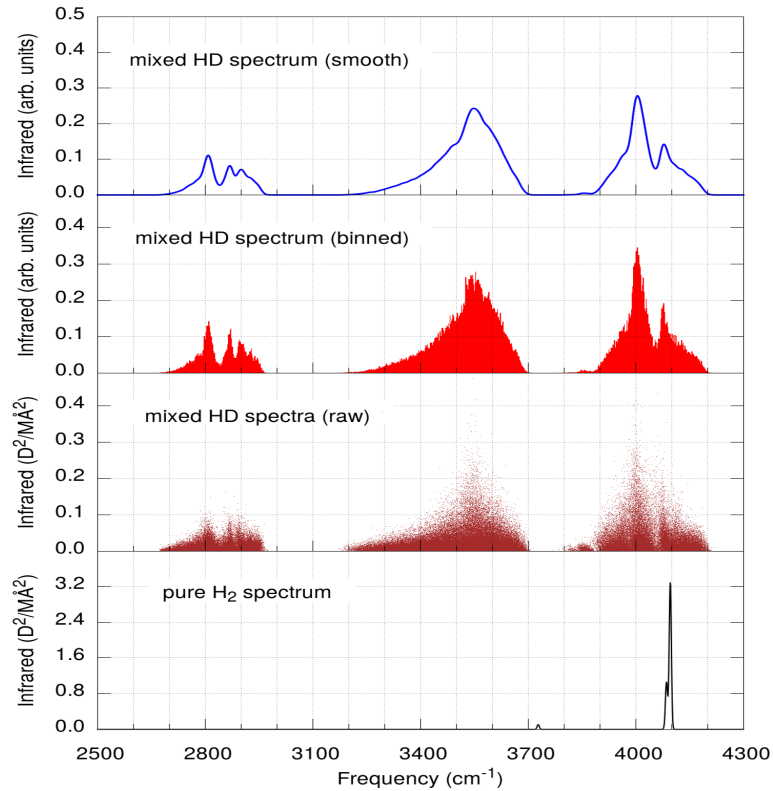 0.5
0.4
0.3
0.2
0.1
0.0
Infrared (arb. units)
mixed HD spectrum (smooth)
0.4
0.3
0.2
0.1
0.0
Infrared (arb. units)
mixed HD spectrum (binned)
0.4
0.3
0.2
0.1
0.0
Infrared (D²/MÅ²)
mixed HD spectra (raw)
3.2
2.4
1.6
0.8
0.0
Infrared (D²/MÅ²)
pure H₂ spectrum
2500 2800 3100 3400 3700 4000 4300
Frequency (cm⁻¹)